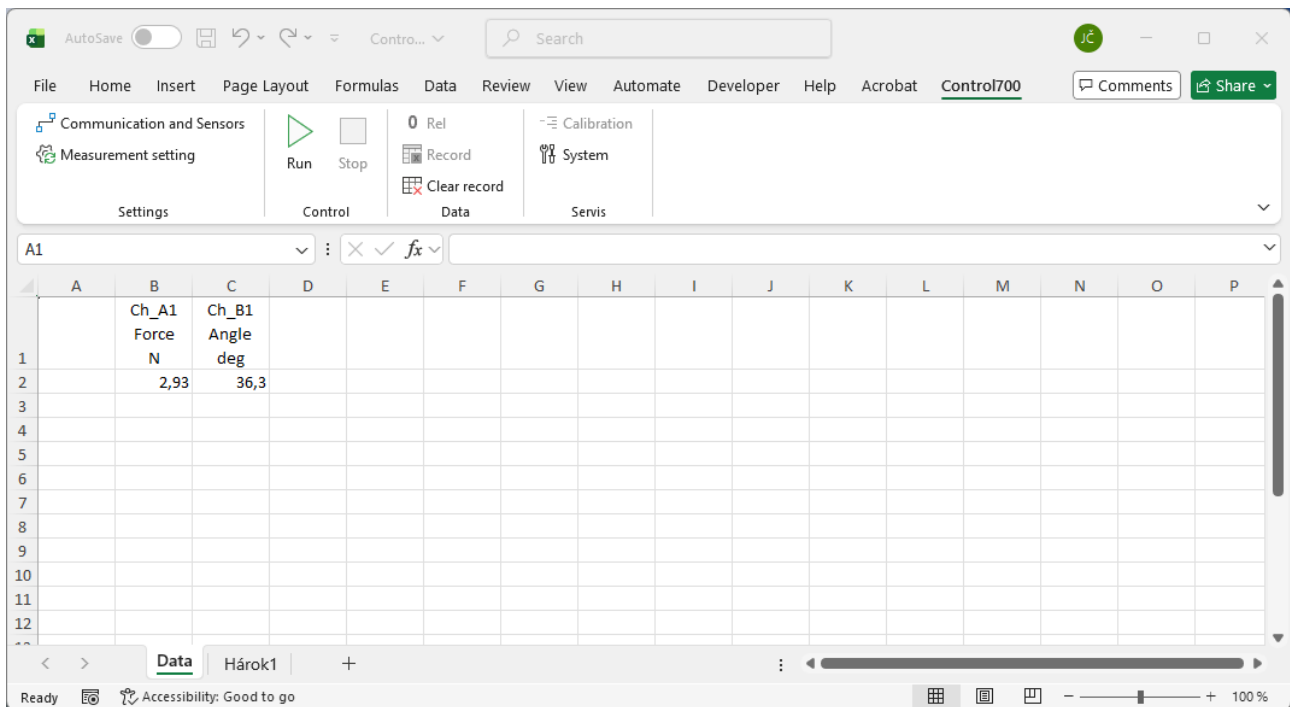 AutoSave Contro... Search JČ
File Home Insert Page Layout Formulas Data Review View Automate Developer Help Acrobat Control700 Comments Share
Communication and Sensors
Measurement setting
Settings
Run Stop
Control
0 Rel
Record
Clear record
Data
Calibration
System
Servis
A1 fx
A B C D E F G H I J K L M N O P
Ch_A1 Ch_B1
Force Angle
1 N deg
2 2,93 36,3
3
4
5
6
7
8
9
10
11
12
Data Hárok1 +
Ready Accessibility: Good to go - + 100 %